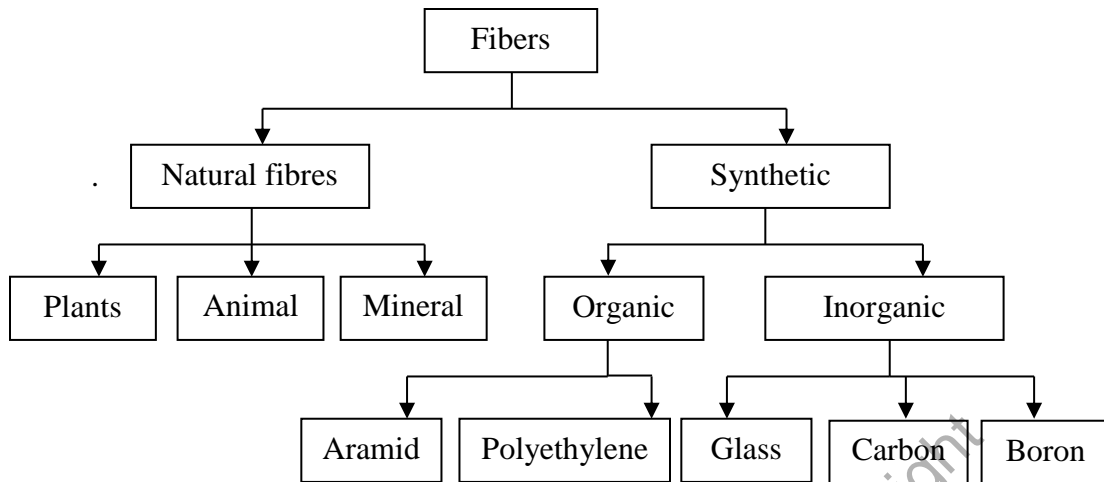 Fibers
Natural fibres Synthetic
.
Plants Animal Mineral Organic Inorganic
Aramid Polyethylene Glass Carbon Boron